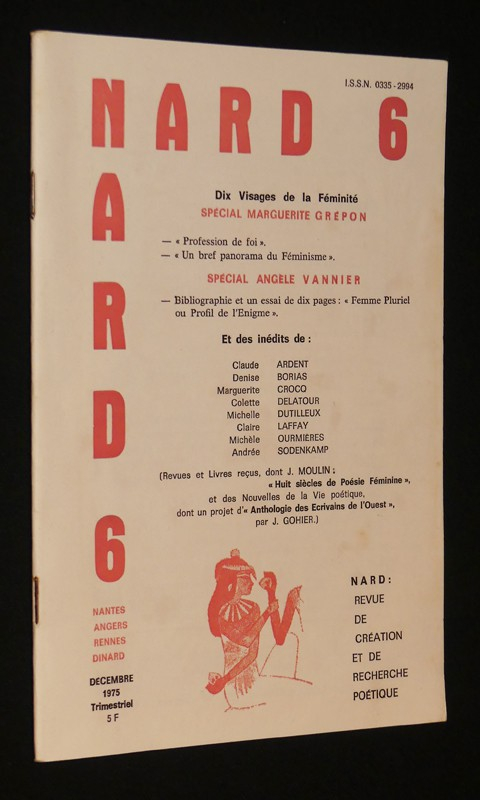 I.S.S.N. 0335-2994
NARD 6
NARD 6
Dix Visages de la Féminité
SPÉCIAL MARGUERITE GRÉPON
— « Profession de foi ».
— « Un bref panorama du Féminisme ».
SPÉCIAL ANGÈLE VANNIER
— Bibliographie et un essai de dix pages : « Femme Pluriel
ou Profil de l'Enigme ».
Et des inédits de :
Claude ARDENT
Denise BORIAS
Marguerite CROCQ
Colette DELATOUR
Michelle DUTILLEUX
Claire LAFFAY
Michèle OURMIÈRES
Andrée SODENKAMP
(Revues et Livres reçus, dont J. MOULIN :
« Huit siècles de Poésie Féminine »,
et des Nouvelles de la Vie poétique,
dont un projet d'« Anthologie des Ecrivains de l'Ouest »,
par J. GOHIER.)
NANTES
ANGERS
RENNES
DINARD
DÉCEMBRE
1975
Trimestriel
5 F
NARD :
REVUE
DE
CRÉATION
ET DE
RECHERCHE
POÉTIQUE